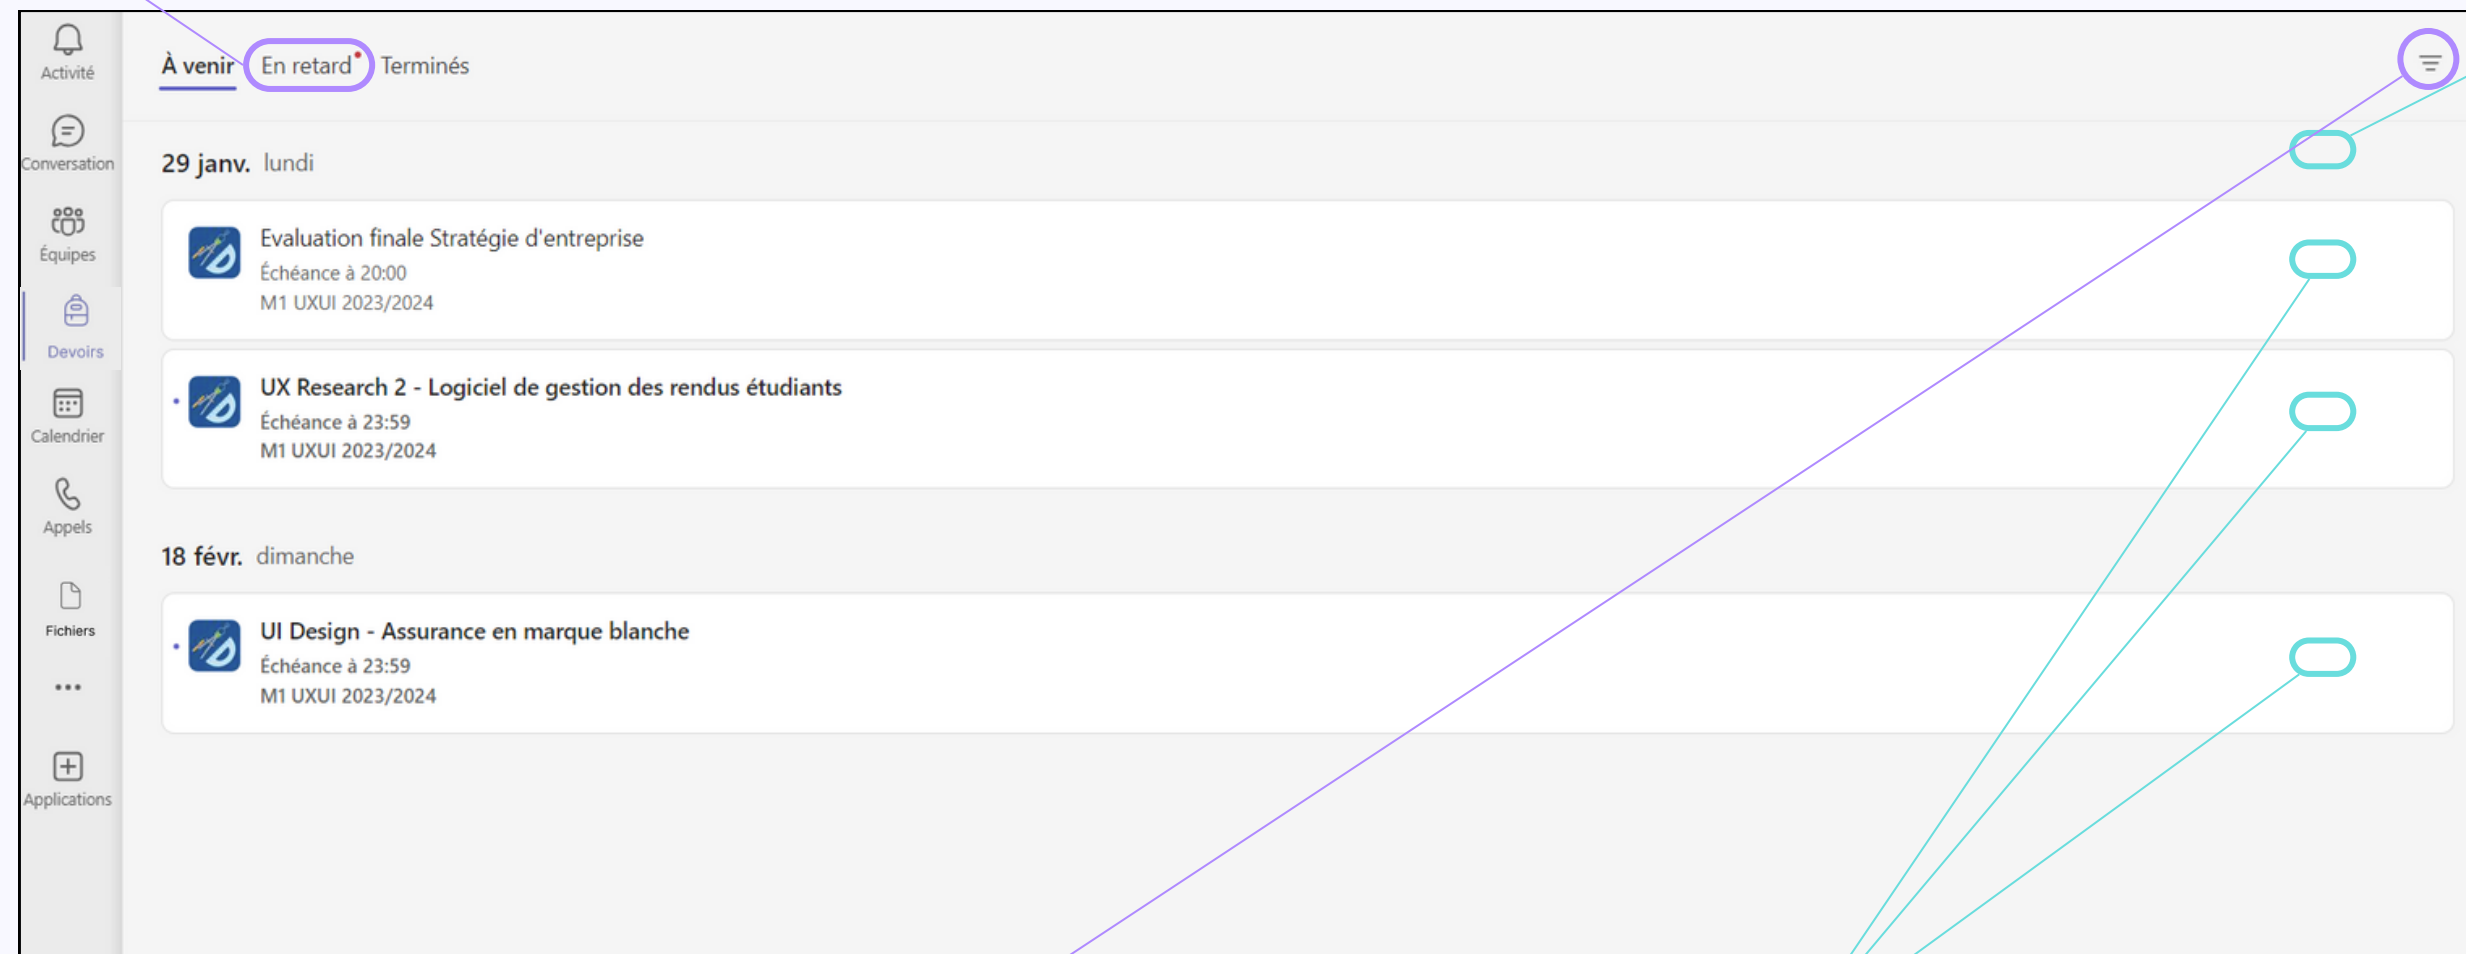 Activité
Conversation
Équipes
Devoirs
Calendrier
Appels
Fichiers
Applications
À venir En retard Terminés
29 janv. lundi
Evaluation finale Stratégie d'entreprise
Échéance à 20:00
M1 UXUI 2023/2024
UX Research 2 - Logiciel de gestion des rendus étudiants
Échéance à 23:59
M1 UXUI 2023/2024
18 févr. dimanche
UI Design - Assurance en marque blanche
Échéance à 23:59
M1 UXUI 2023/2024